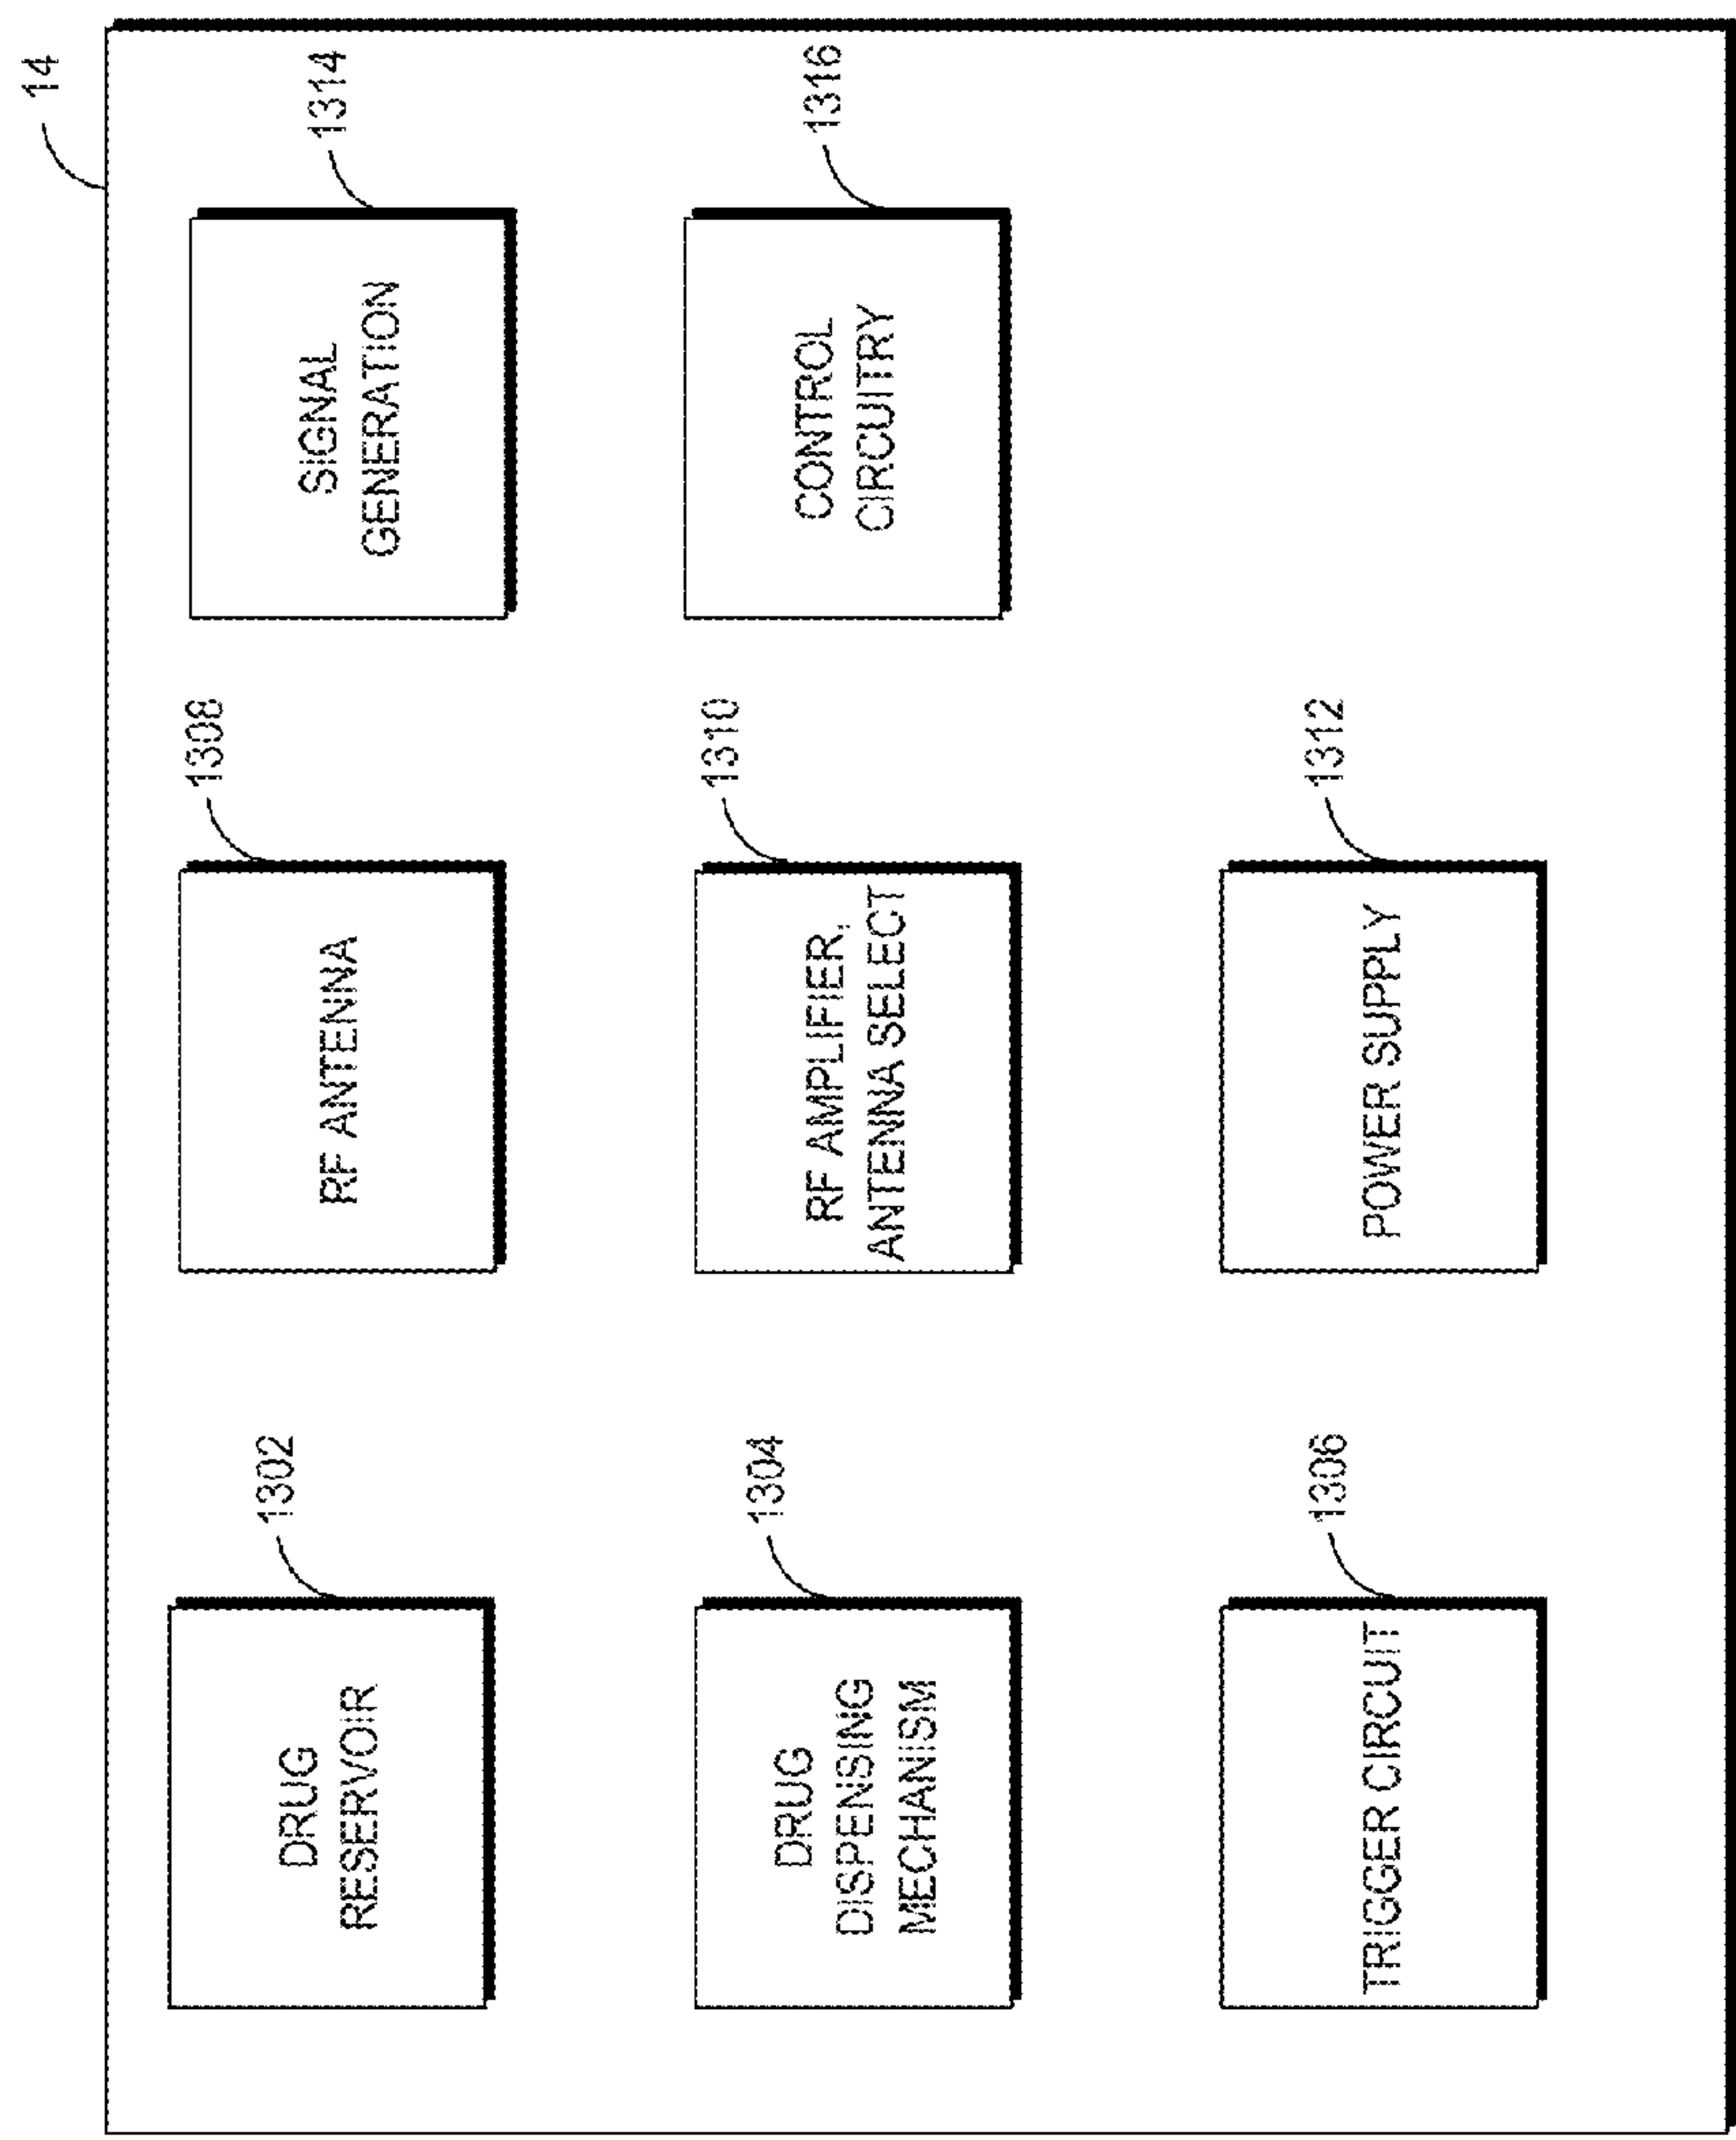 14
1302
DRUG
RESERVOIR
1308
RF ANTENNA
1314
SIGNAL
GENERATION
1304
DRUG
DISPENSING
MECHANISM
1310
RF AMPLIFIER,
ANTENNA SELECT
1316
CONTROL
CIRCUITRY
1306
TRIGGER CIRCUIT
1312
POWER SUPPLY